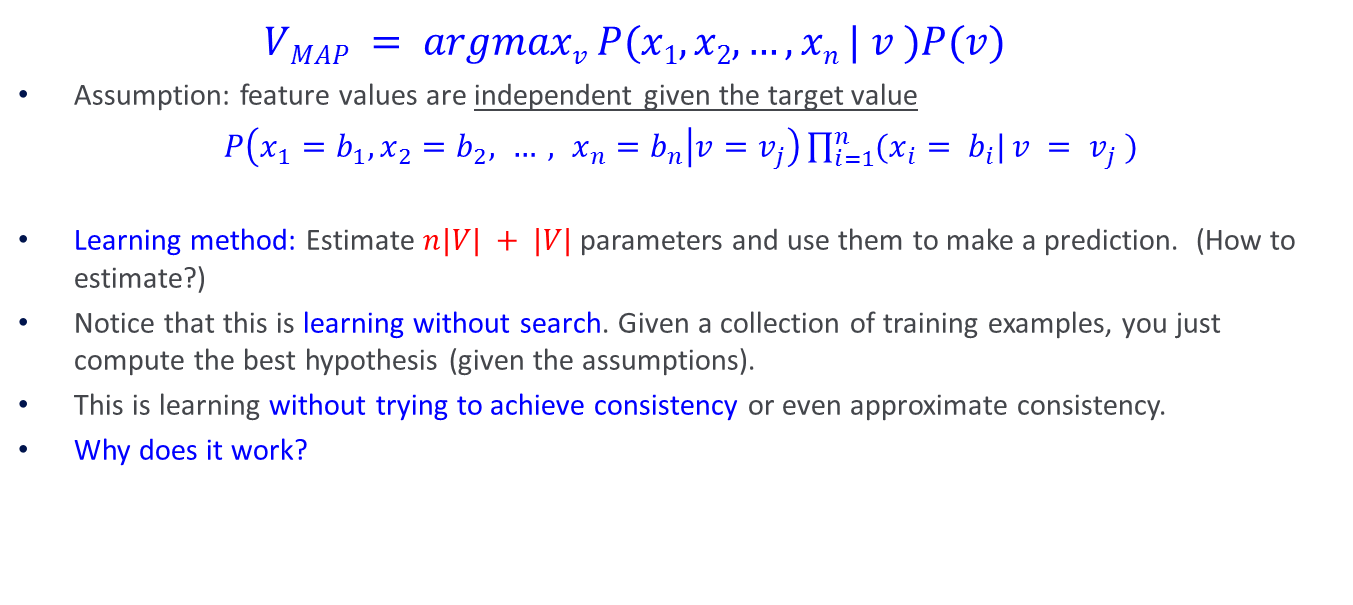 V_MAP = argmax_v P(x_1, x_2, … , x_n | v )P(v)
• Assumption: feature values are independent given the target value
P(x_1 = b_1, x_2 = b_2, … , x_n = b_n|v = v_j) ∏_{i=1}^{n}(x_i = b_i| v = v_j )
• Learning method: Estimate n|V| + |V| parameters and use them to make a prediction. (How to
estimate?)
• Notice that this is learning without search. Given a collection of training examples, you just
compute the best hypothesis (given the assumptions).
• This is learning without trying to achieve consistency or even approximate consistency.
• Why does it work?